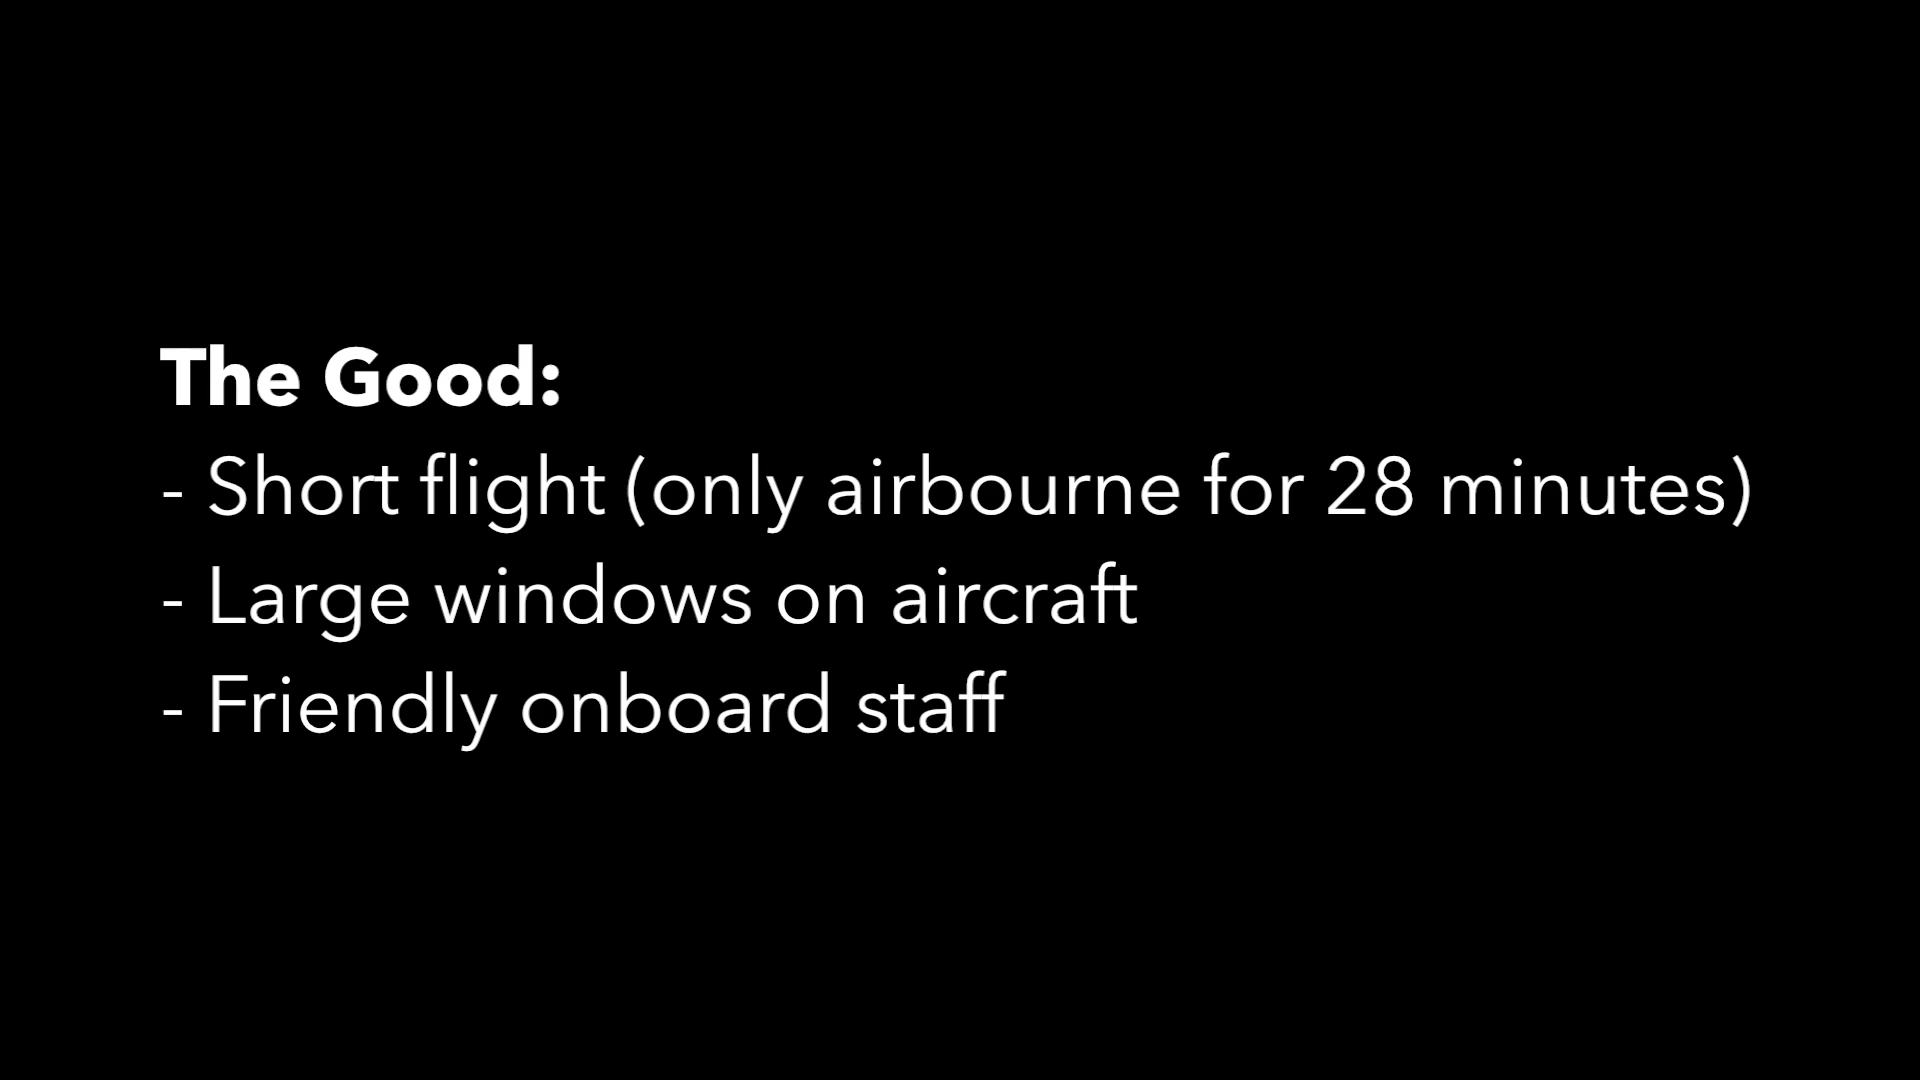 The Good:
- Short flight (only airbourne for 28 minutes)
- Large windows on aircraft
- Friendly onboard staff